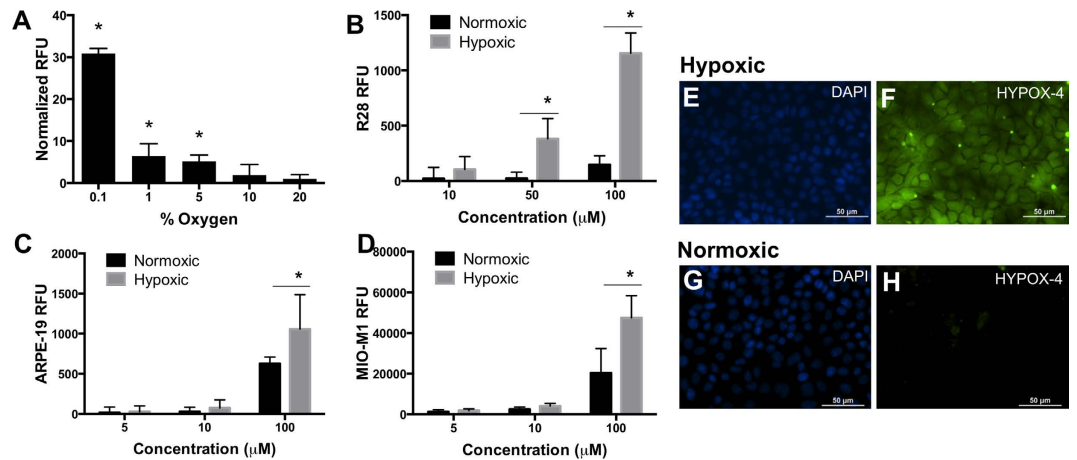 A
Normalized RFU
40
30
20
10
0
*
*
*
0.1 1 5 10 20
% Oxygen
B
R28 RFU
1500
1000
500
0
Normoxic
Hypoxic
*
*
10 50 100
Concentration (μM)
C
ARPE-19 RFU
2000
1500
1000
500
0
Normoxic
Hypoxic
*
5 10 100
Concentration (μM)
D
MIO-M1 RFU
80000
60000
40000
20000
0
Normoxic
Hypoxic
*
5 10 100
Concentration (μM)
Hypoxic
E
DAPI
50 μm
F
HYPOX-4
50 μm
Normoxic
G
DAPI
50 μm
H
HYPOX-4
50 μm